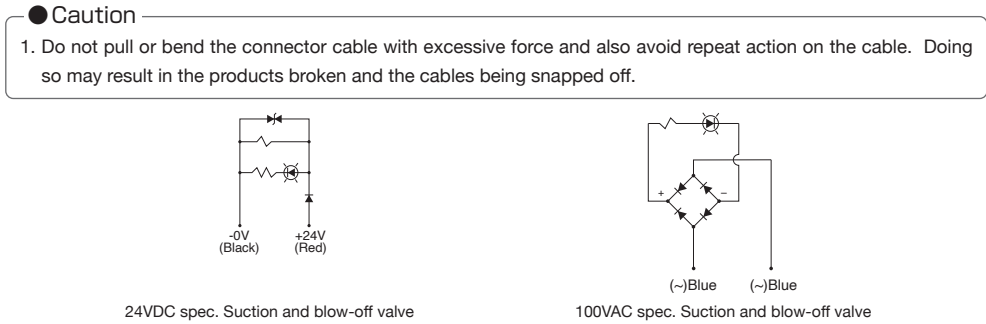 ●Caution
1. Do not pull or bend the connector cable with excessive force and also avoid repeat action on the cable. Doing
so may result in the products broken and the cables being snapped off.
-0V
(Black)
+24V
(Red)
+
−
(~)Blue
(~)Blue
24VDC spec. Suction and blow-off valve
100VAC spec. Suction and blow-off valve